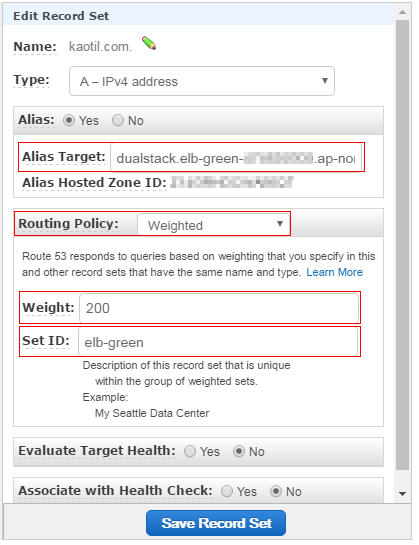 Edit Record Set
Name: kaotil.com.
Type: A – IPv4 address
Alias: Yes No
Alias Target: dualstack.elb-green- .ap-nor
Alias Hosted Zone ID:
Routing Policy: Weighted
Route 53 responds to queries based on weighting that you specify in this
and other record sets that have the same name and type. Learn More
Weight: 200
Set ID: elb-green
Description of this record set that is unique
within the group of weighted sets.
Example:
My Seattle Data Center
Evaluate Target Health: Yes No
Associate with Health Check: Yes No
Save Record Set